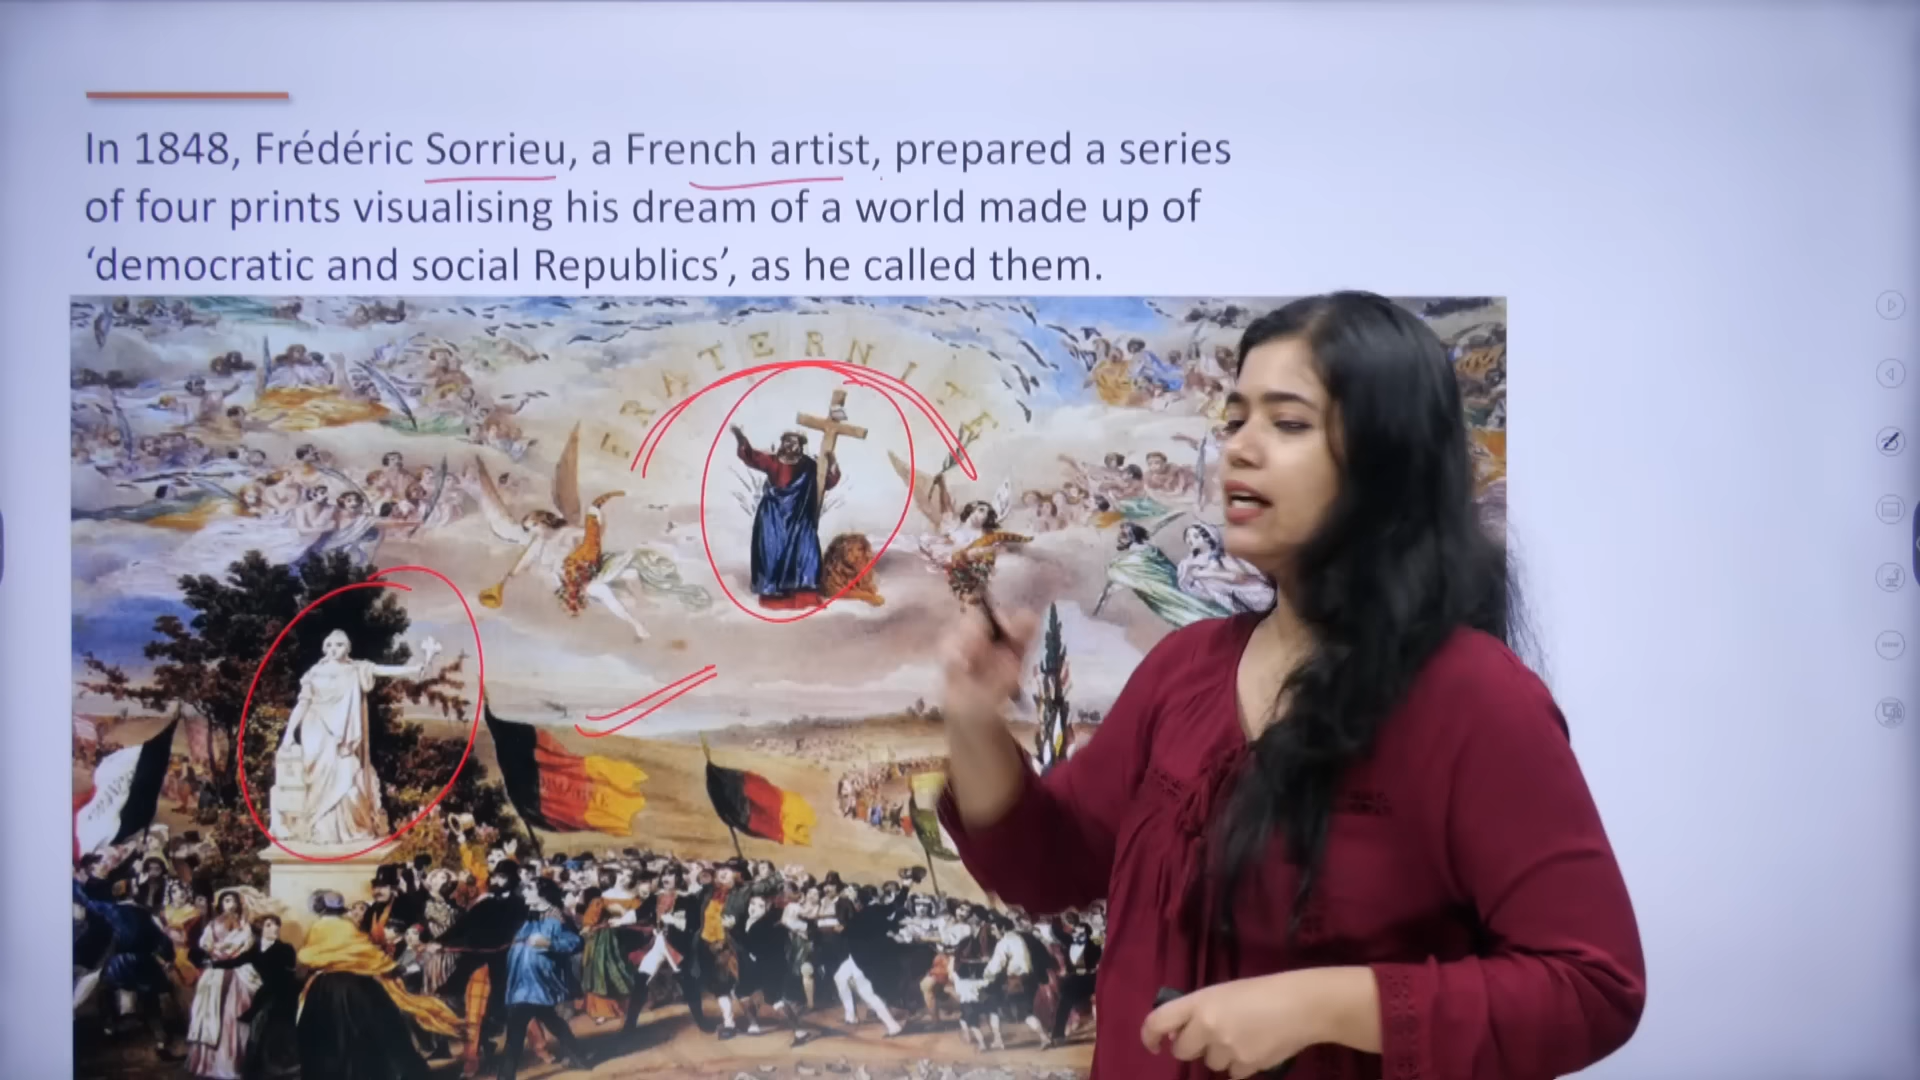 In 1848, Frédéric Sorrieu, a French artist, prepared a series
of four prints visualising his dream of a world made up of
‘democratic and social Republics’, as he called them.
FRATERNITE